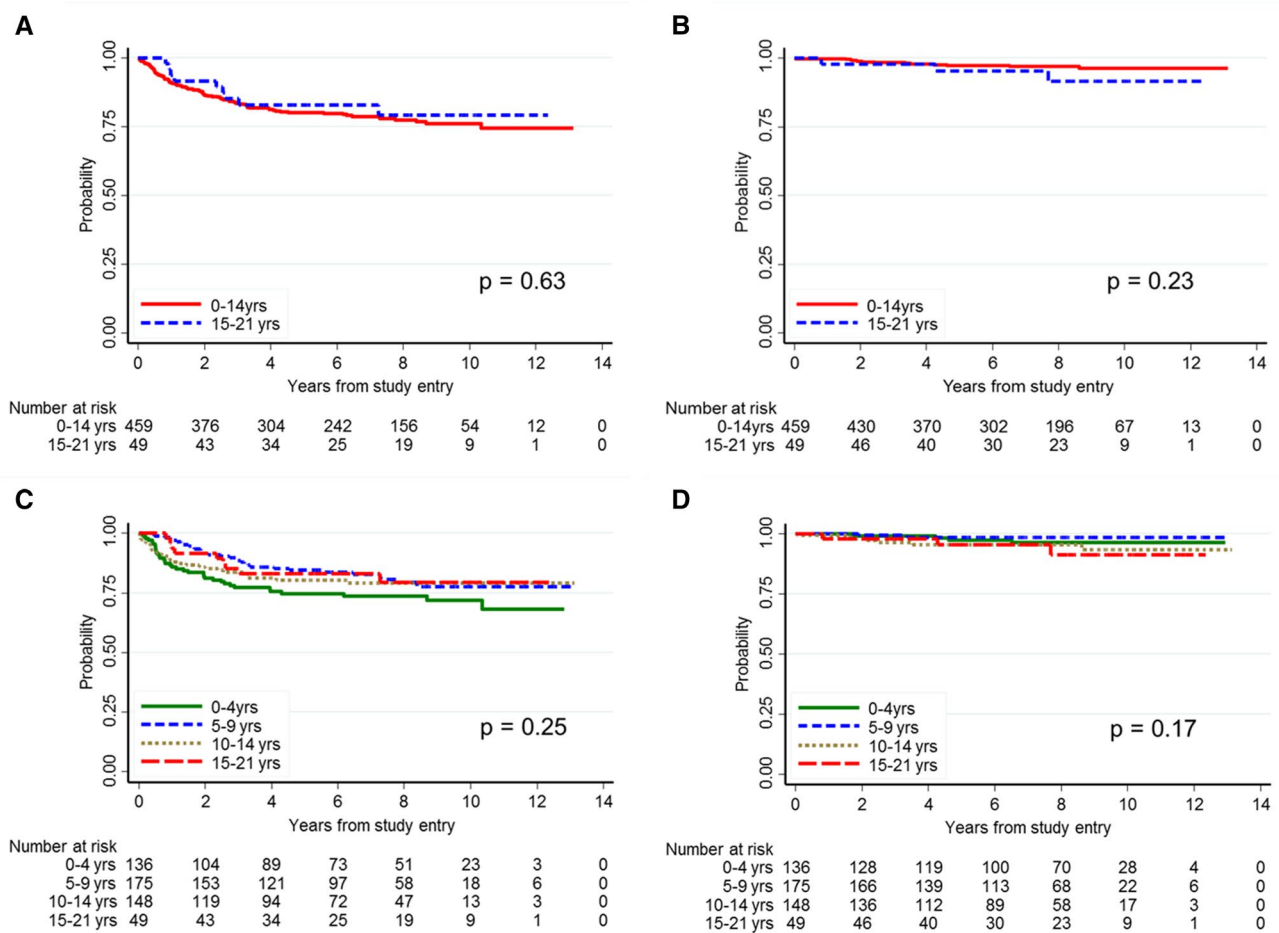 A
1.00
0.75
0.50
0.25
0.00
Probability
p = 0.63
0-14yrs
15-21 yrs
0 2 4 6 8 10 12 14
Years from study entry
Number at risk
0-14 yrs 459 376 304 242 156 54 12 0
15-21 yrs 49 43 34 25 19 9 1 0
B
1.00
0.75
0.50
0.25
0.00
Probability
p = 0.23
0-14yrs
15-21 yrs
0 2 4 6 8 10 12 14
Years from study entry
Number at risk
0-14yrs 459 430 370 302 196 67 13 0
15-21 yrs 49 46 40 30 23 9 1 0
C
1.00
0.75
0.50
0.25
0.00
Probability
p = 0.25
0-4yrs
5-9 yrs
10-14 yrs
15-21 yrs
0 2 4 6 8 10 12 14
Years from study entry
Number at risk
0-4 yrs 136 104 89 73 51 23 3 0
5-9 yrs 175 153 121 97 58 18 6 0
10-14 yrs 148 119 94 72 47 13 3 0
15-21 yrs 49 43 34 25 19 9 1 0
D
1.00
0.75
0.50
0.25
0.00
Probability
p = 0.17
0-4yrs
5-9 yrs
10-14 yrs
15-21 yrs
0 2 4 6 8 10 12 14
Years from study entry
Number at risk
0-4 yrs 136 128 119 100 70 28 4 0
5-9 yrs 175 166 139 113 68 22 6 0
10-14 yrs 148 136 112 89 58 17 3 0
15-21 yrs 49 46 40 30 23 9 1 0